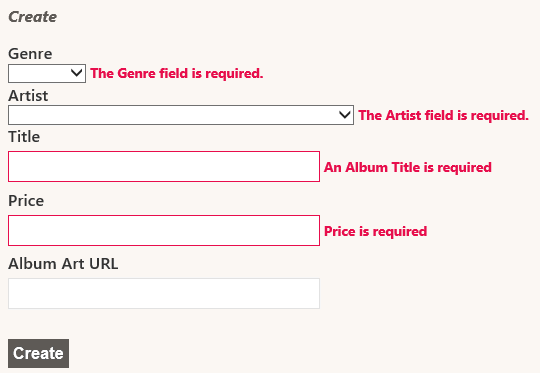 Create
Genre
The Genre field is required.
Artist
The Artist field is required.
Title
An Album Title is required
Price
Price is required
Album Art URL
Create